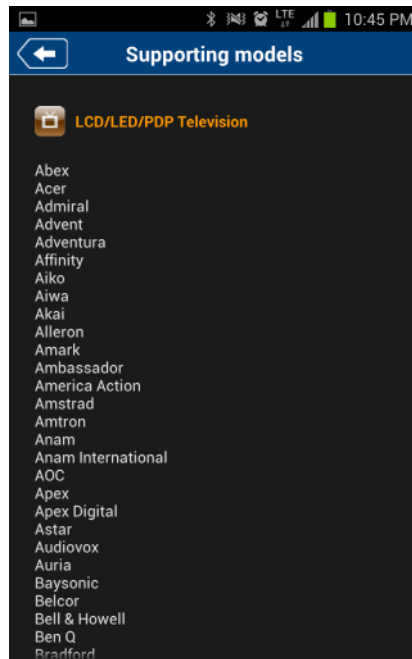 LTE
10:45 PM
Supporting models
LCD/LED/PDP Television
Abex
Acer
Admiral
Advent
Adventura
Affinity
Aiko
Aiwa
Akai
Alleron
Amark
Ambassador
America Action
Amstrad
Amtron
Anam
Anam International
AOC
Apex
Apex Digital
Astar
Audiovox
Auria
Baysonic
Belcor
Bell & Howell
Ben Q
Bradford